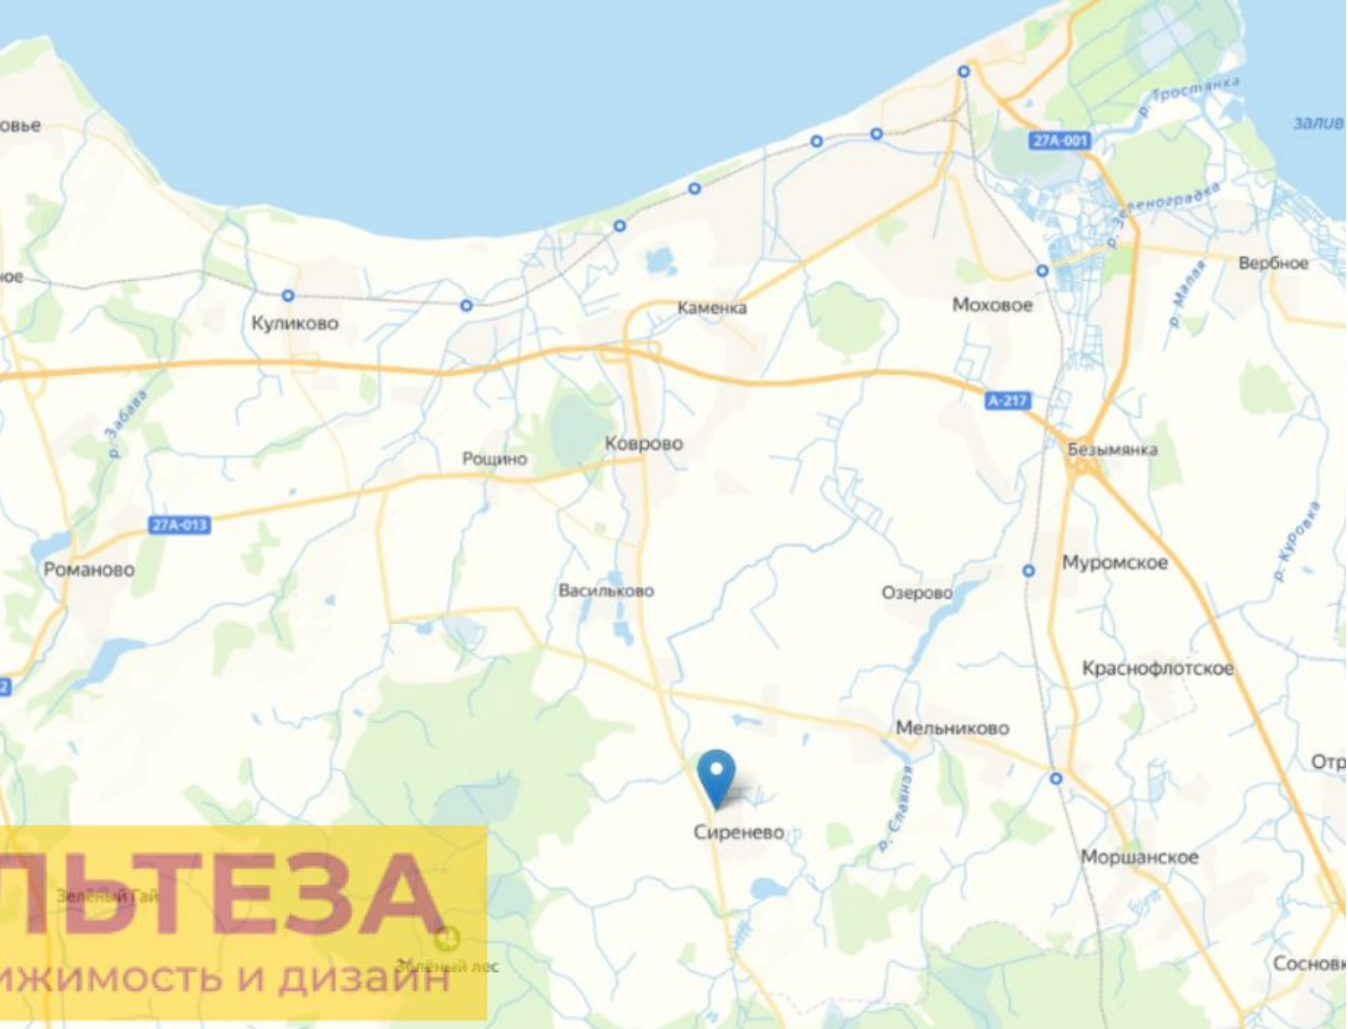 р. Тростянка
овье
залив
27А-001
р. Зеленоградка
Вербное
ное
р. Малая
Каменка
Моховое
Куликово
А-217
р. Забава
Коврово
Безымянка
Рощино
27А-013
р. Куровка
Муромское
Романово
Васильково
Озерово
Краснофлотское
2
Мельниково
Отр
р. Славная
Сиренево
Моршанское
ЛЬТЕЗА
Зелёный Гай
Зелёный лес
ижимость и дизайн
Сосновк